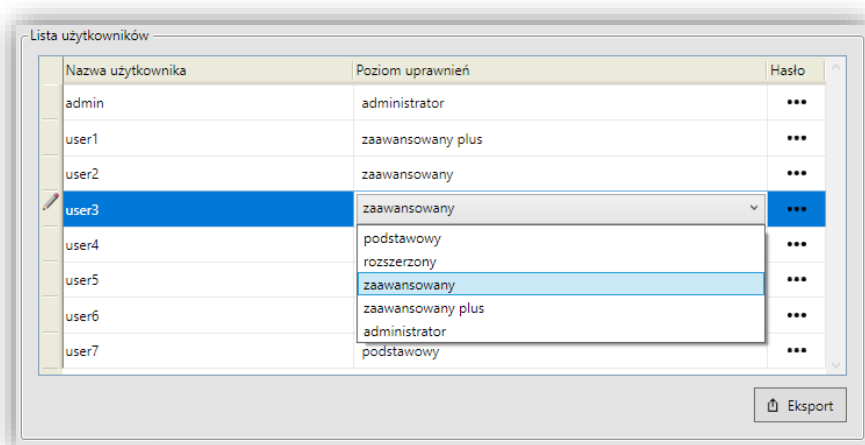 Lista użytkowników
Nazwa użytkownika Poziom uprawnień Hasło
admin administrator •••
user1 zaawansowany plus •••
user2 zaawansowany •••
user3 zaawansowany •••
podstawowy
user4 •••
rozszerzony
user5 zaawansowany •••
zaawansowany plus
user6 •••
administrator
user7 podstawowy •••
Eksport